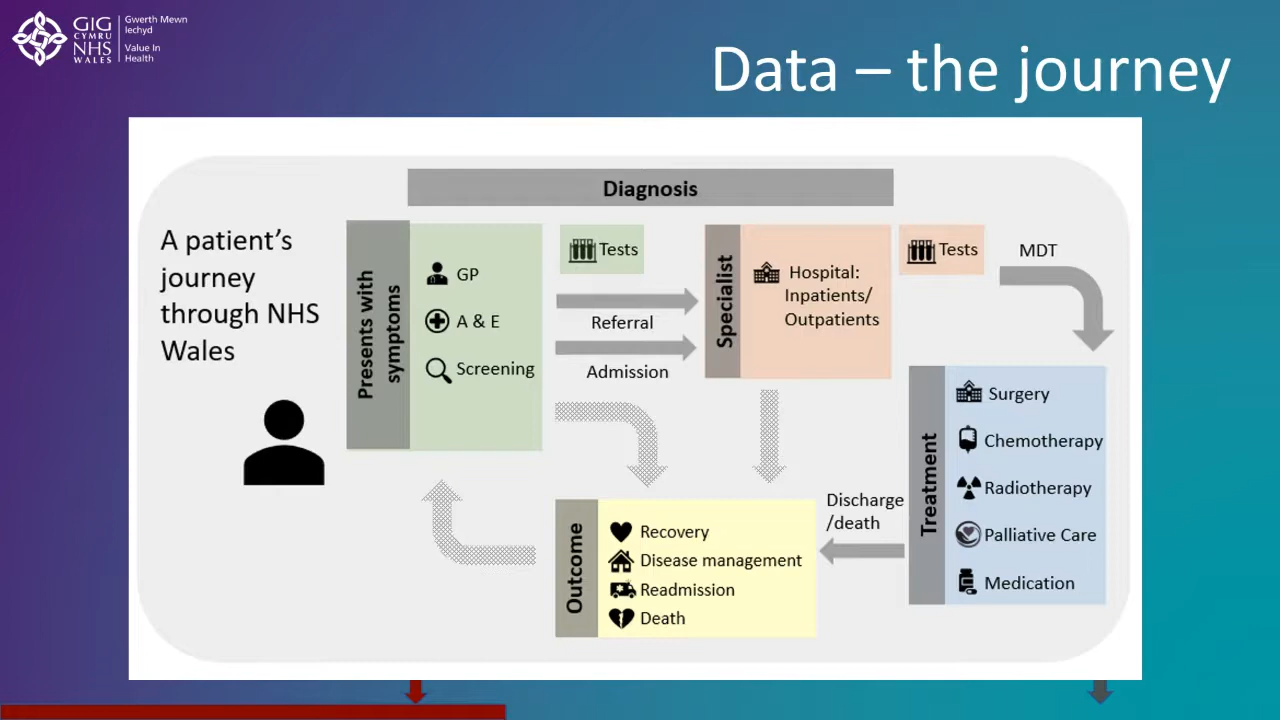 GIG
CYMRU
NHS
WALES
Gwerth Mewn
Iechyd
Value In
Health
Data – the journey
Diagnosis
A patient's
journey
through NHS
Wales
Presents with
symptoms
GP
A & E
Screening
Tests
Referral
Admission
Specialist
Hospital:
Inpatients/
Outpatients
Tests
MDT
Treatment
Surgery
Chemotherapy
Radiotherapy
Palliative Care
Medication
Discharge
/death
Outcome
Recovery
Disease management
Readmission
Death